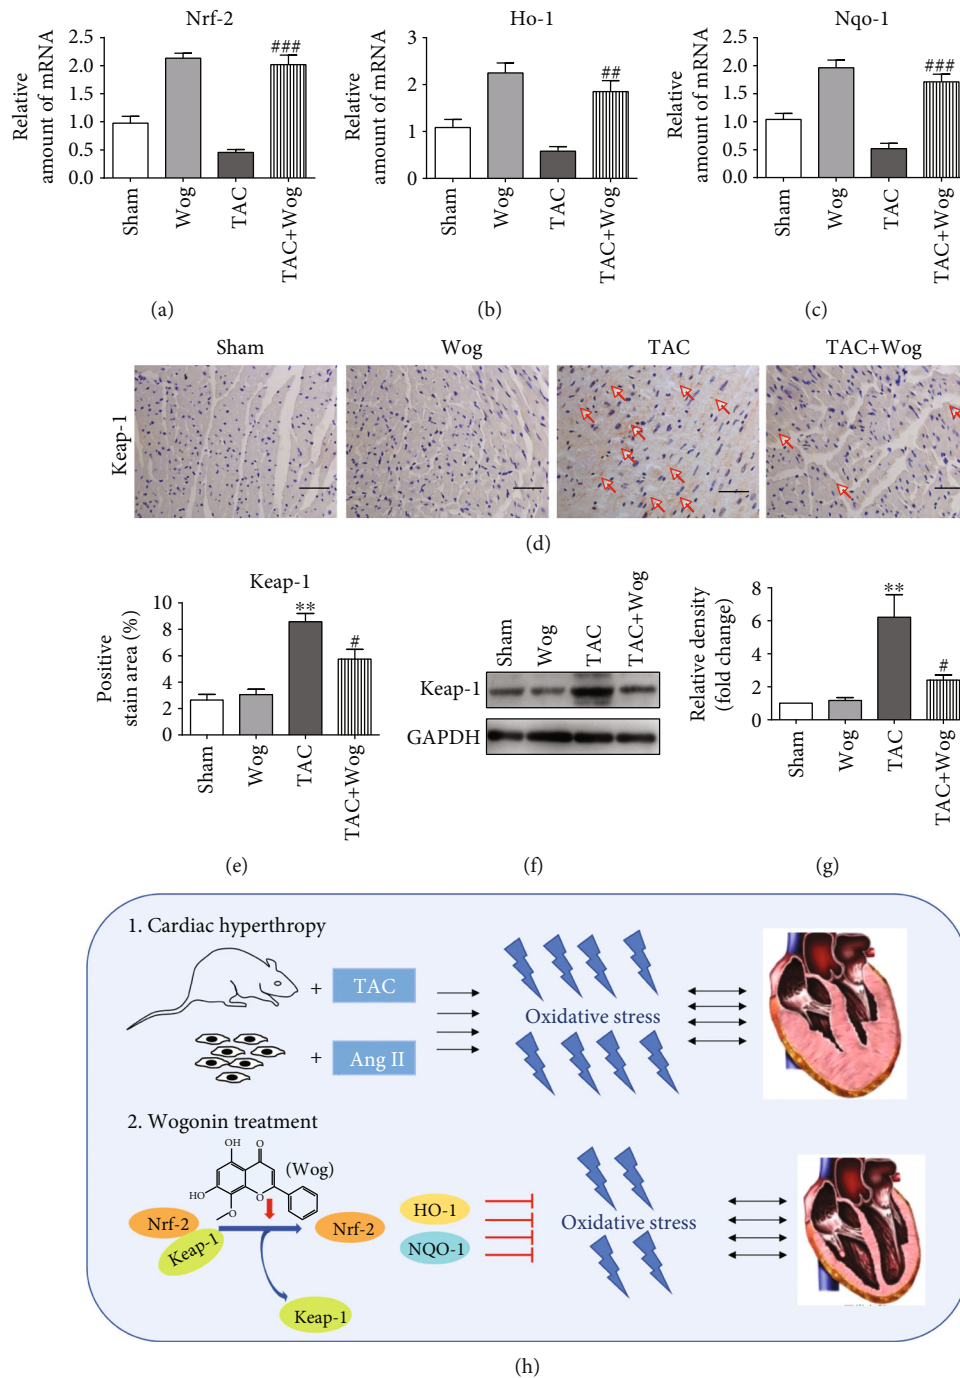 Nrf-2
Ho-1
Nqo-1
Relative
amount of mRNA
2.5
2.0
1.5
1.0
0.5
0.0
Sham
Wog
TAC
TAC+Wog
###
(a)
Relative
amount of mRNA
3
2
1
0
Sham
Wog
TAC
TAC+Wog
##
(b)
Relative
amount of mRNA
2.5
2.0
1.5
1.0
0.5
0.0
Sham
Wog
TAC
TAC+Wog
###
(c)
Sham
Wog
TAC
TAC+Wog
Keap-1
(d)
Keap-1
Positive
stain area (%)
10
8
6
4
2
0
**
#
Sham
Wog
TAC
TAC+Wog
(e)
Sham
Wog
TAC
TAC+Wog
Keap-1
GAPDH
(f)
Relative density
(fold change)
8
6
4
2
0
**
#
Sham
Wog
TAC
TAC+Wog
(g)
1. Cardiac hyperthropy
+ TAC
+ Ang II
Oxidative stress
2. Wogonin treatment
OH
O
HO
O
O
(Wog)
Nrf-2
Keap-1
Nrf-2
Keap-1
HO-1
NQO-1
Oxidative stress
(h)